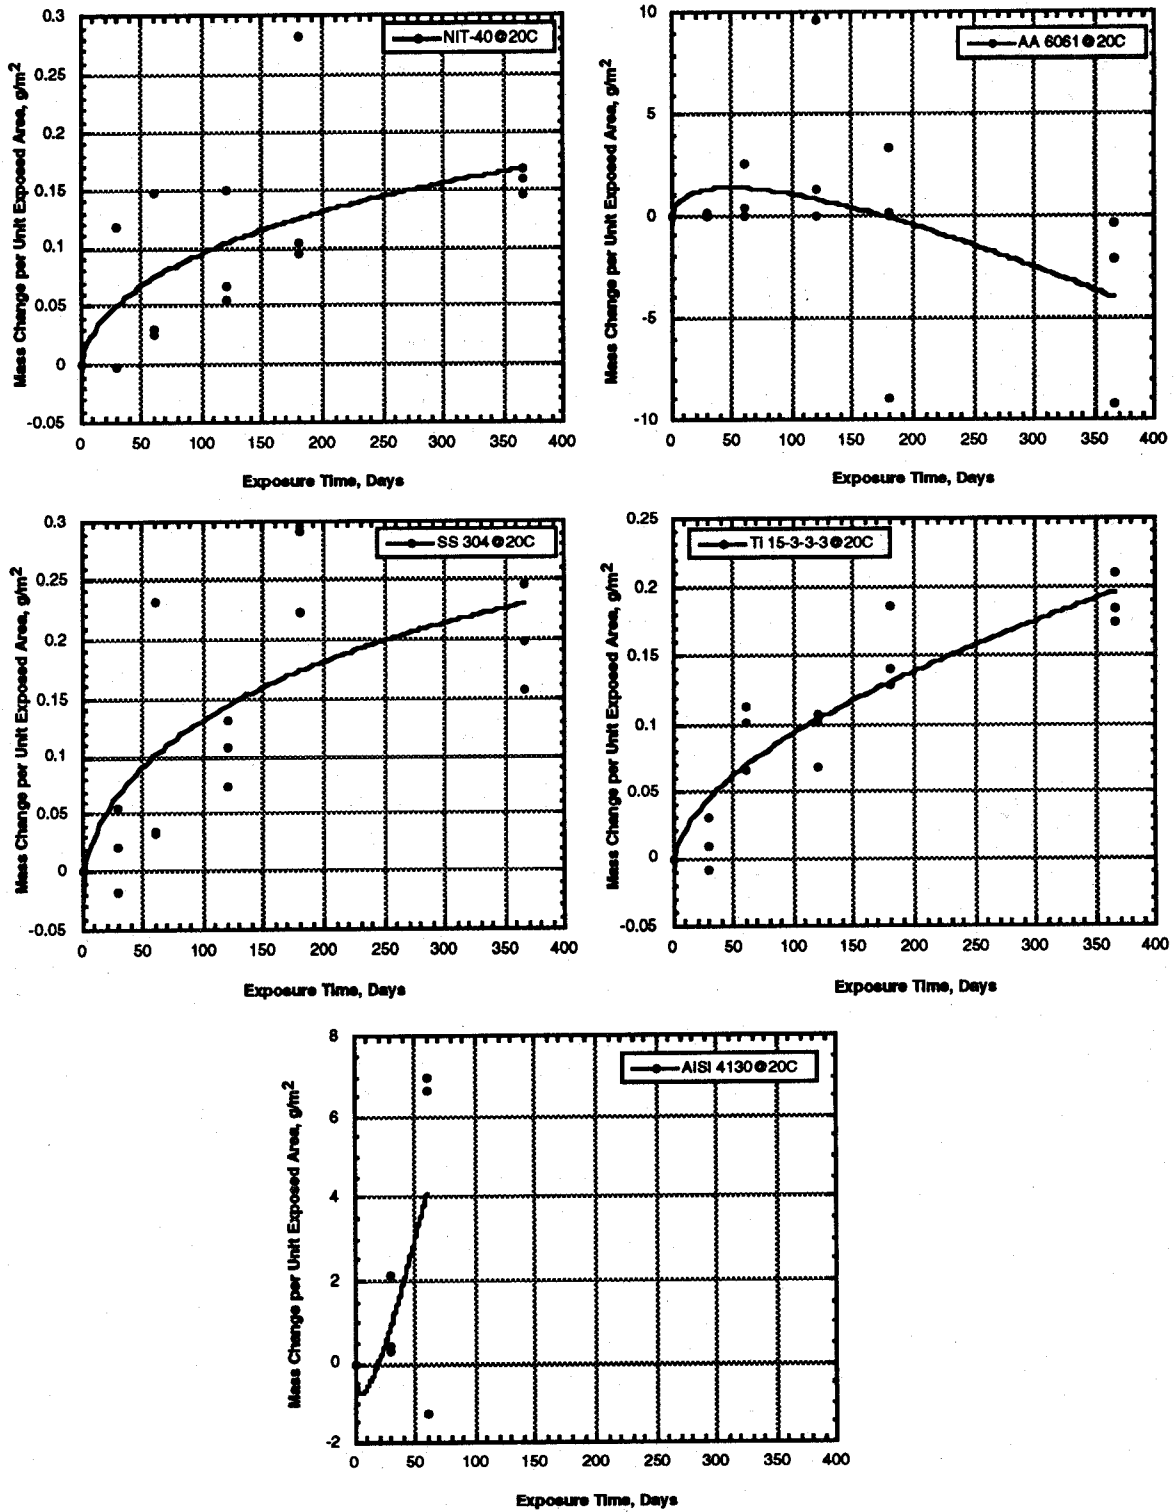 NIT-40@20C
Mass Change per Unit Exposed Area, g/m2
0.3
0.25
0.2
0.15
0.1
0.05
0
-0.05
0 50 100 150 200 250 300 350 400
Exposure Time, Days
AA 6061@20C
Mass Change per Unit Exposed Area, g/m2
10
5
0
-5
-10
0 50 100 150 200 250 300 350 400
Exposure Time, Days
SS 304@20C
Mass Change per Unit Exposed Area, g/m2
0.3
0.25
0.2
0.15
0.1
0.05
0
-0.05
0 50 100 150 200 250 300 350 400
Exposure Time, Days
Ti 15-3-3-3@20C
Mass Change per Unit Exposed Area, g/m2
0.25
0.2
0.15
0.1
0.05
0
-0.05
0 50 100 150 200 250 300 350 400
Exposure Time, Days
AISI 4130@20C
Mass Change per Unit Exposed Area, g/m2
8
6
4
2
0
-2
0 50 100 150 200 250 300 350 400
Exposure Time, Days